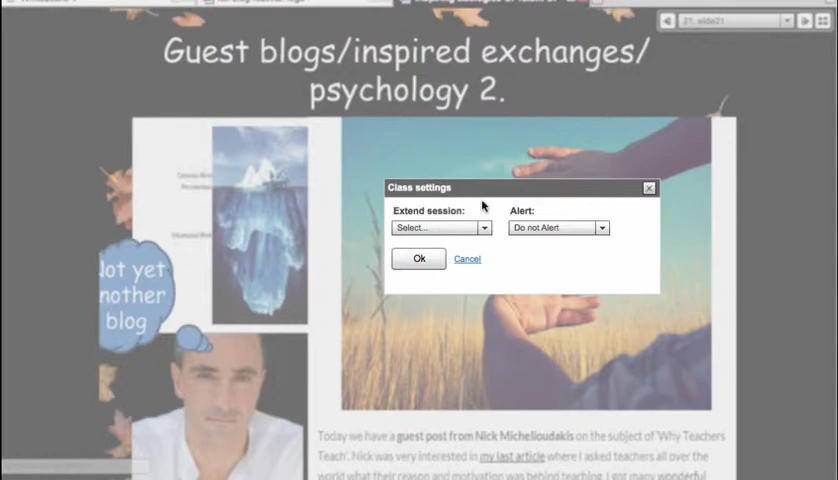 21. slide21
Guest blogs/inspired exchanges/
psychology 2.
Class settings
Extend session:
Alert:
Select...
Do not Alert
Ok
Cancel
Not yet
another
blog
Today we have a guest post from Nick Michelioudakis on the subject of 'Why Teachers
Teach'. Nick was very interested in my last article where I asked teachers all over the
world what their reason and motivation was behind teaching. I got many wonderful